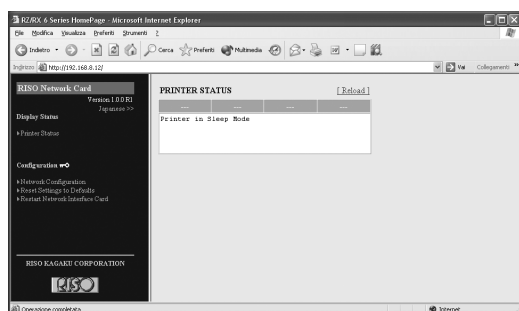 RZ/RX 6 Series HomePage - Microsoft Internet Explorer
File Modifica Visualizza Preferiti Strumenti ?
Indietro Cerca Preferiti Multimedia
Indirizzo http://192.168.8.12/ Vai Collegamenti »
RISO Network Card
Version 1.0.0 R1
Japanese >>
Display Status
Printer Status
Configuration
Network Configuration
Reset Settings to Defaults
Restart Network Interface Card
RISO KAGAKU CORPORATION
RISO
PRINTER STATUS [ Reload ]
--- --- --- ---
Printer in Sleep Mode
Operazione completata Internet